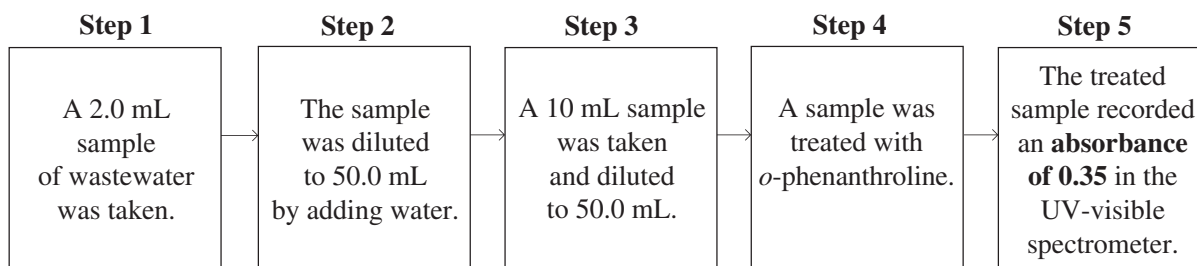 Step 1
A 2.0 mL
sample
of wastewater
was taken.
Step 2
The sample
was diluted
to 50.0 mL
by adding water.
Step 3
A 10 mL sample
was taken
and diluted
to 50.0 mL.
Step 4
A sample was
treated with
o-phenanthroline.
Step 5
The treated
sample recorded
an absorbance
of 0.35 in the
UV-visible
spectrometer.